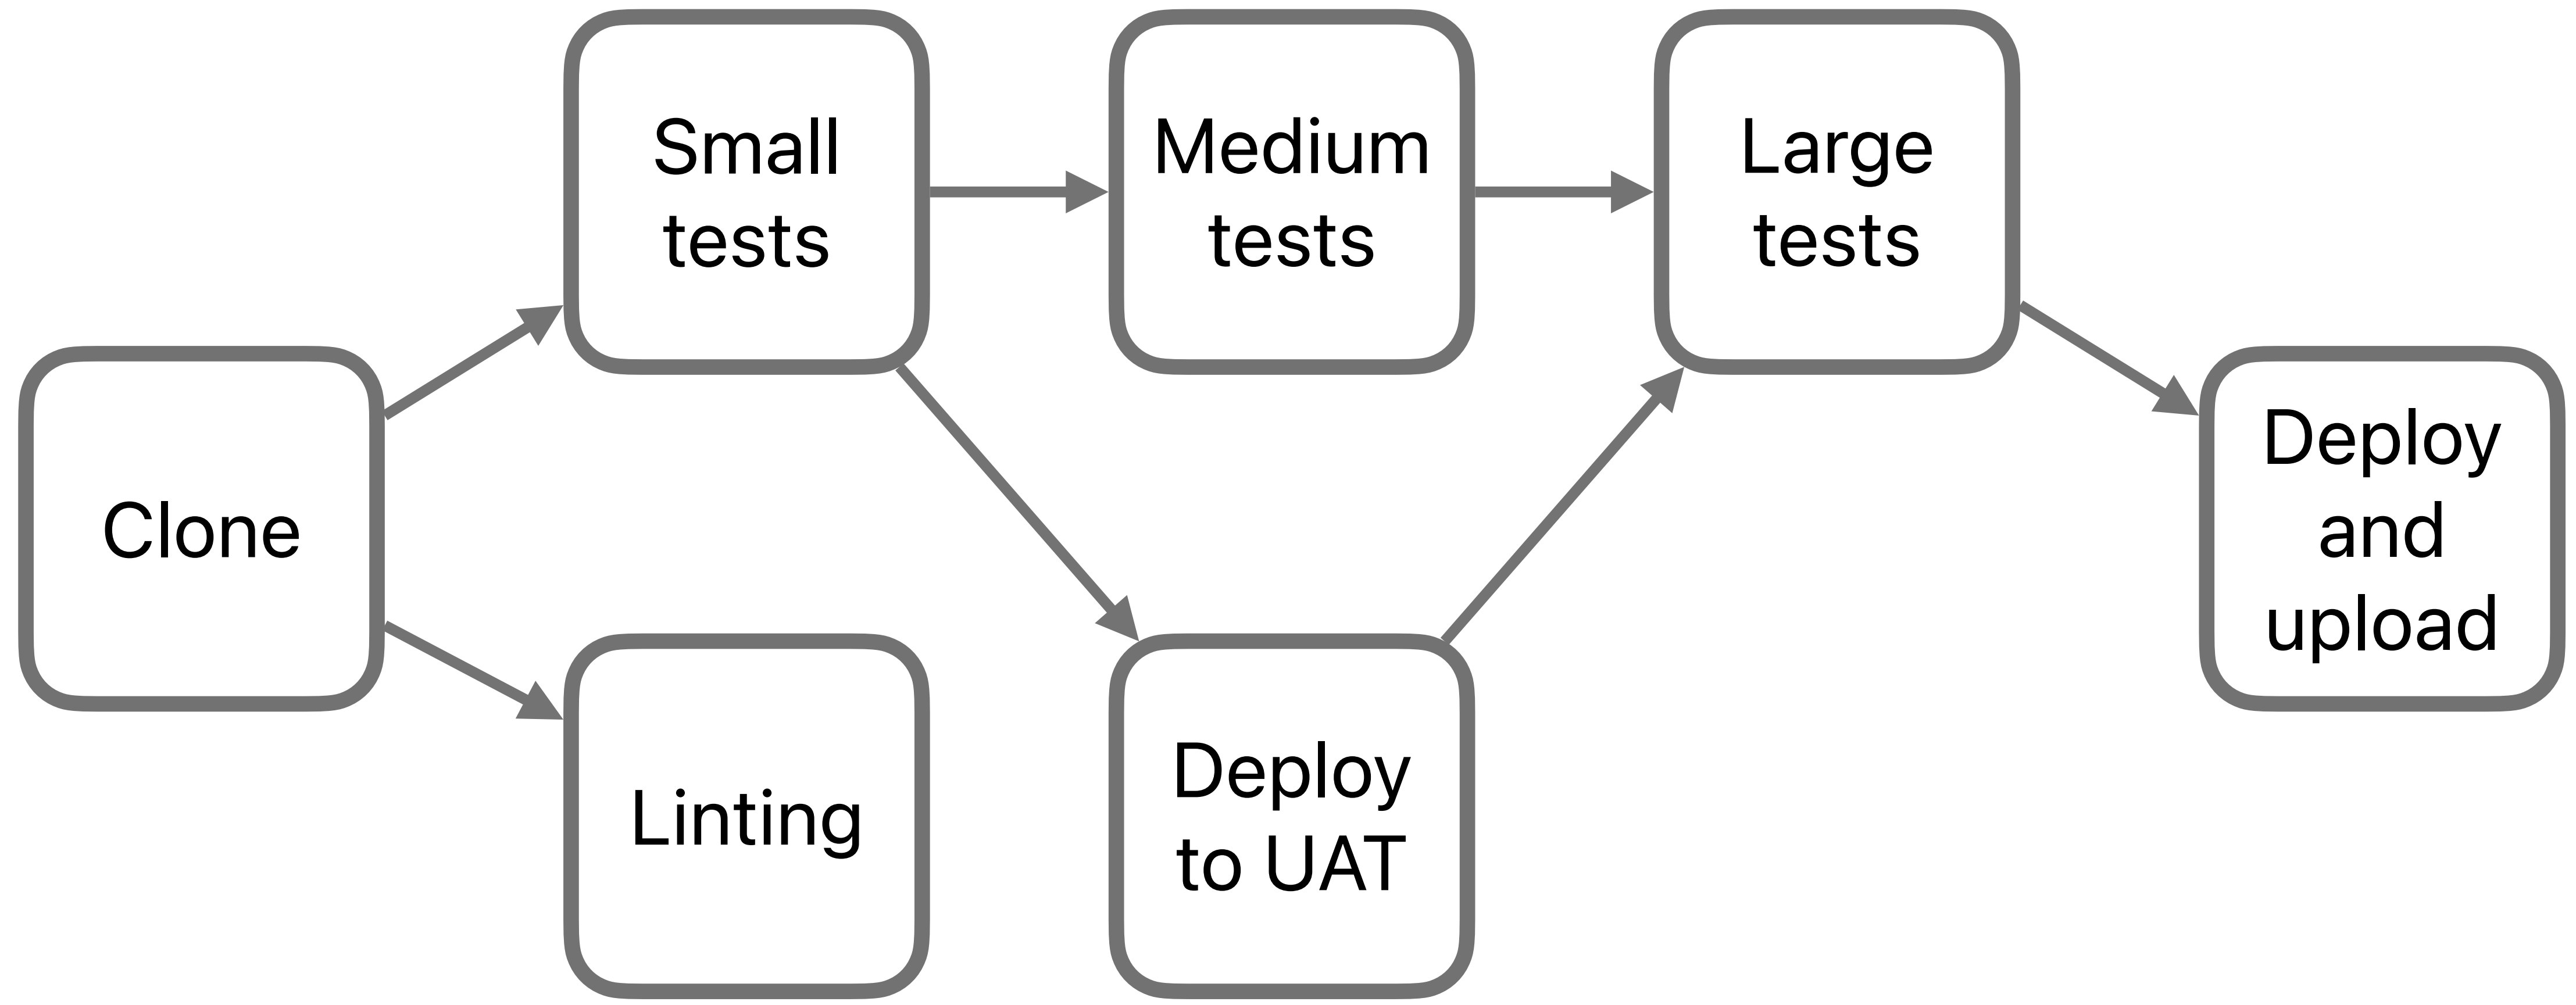 Small
tests
Medium
tests
Large
tests
Clone
Deploy
and
upload
Linting
Deploy
to UAT